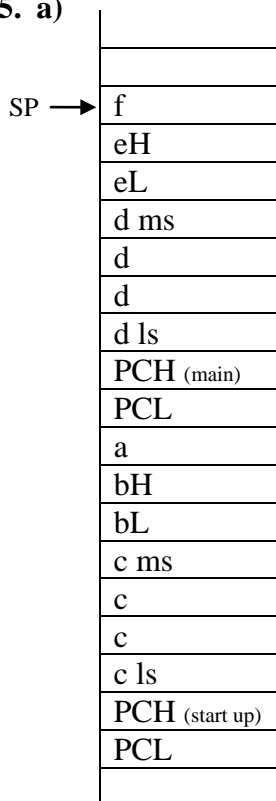 5. a)
SP f
eH
eL
d ms
d
d
d ls
PCH (main)
PCL
a
bH
bL
c ms
c
c
c ls
PCH (start up)
PCL